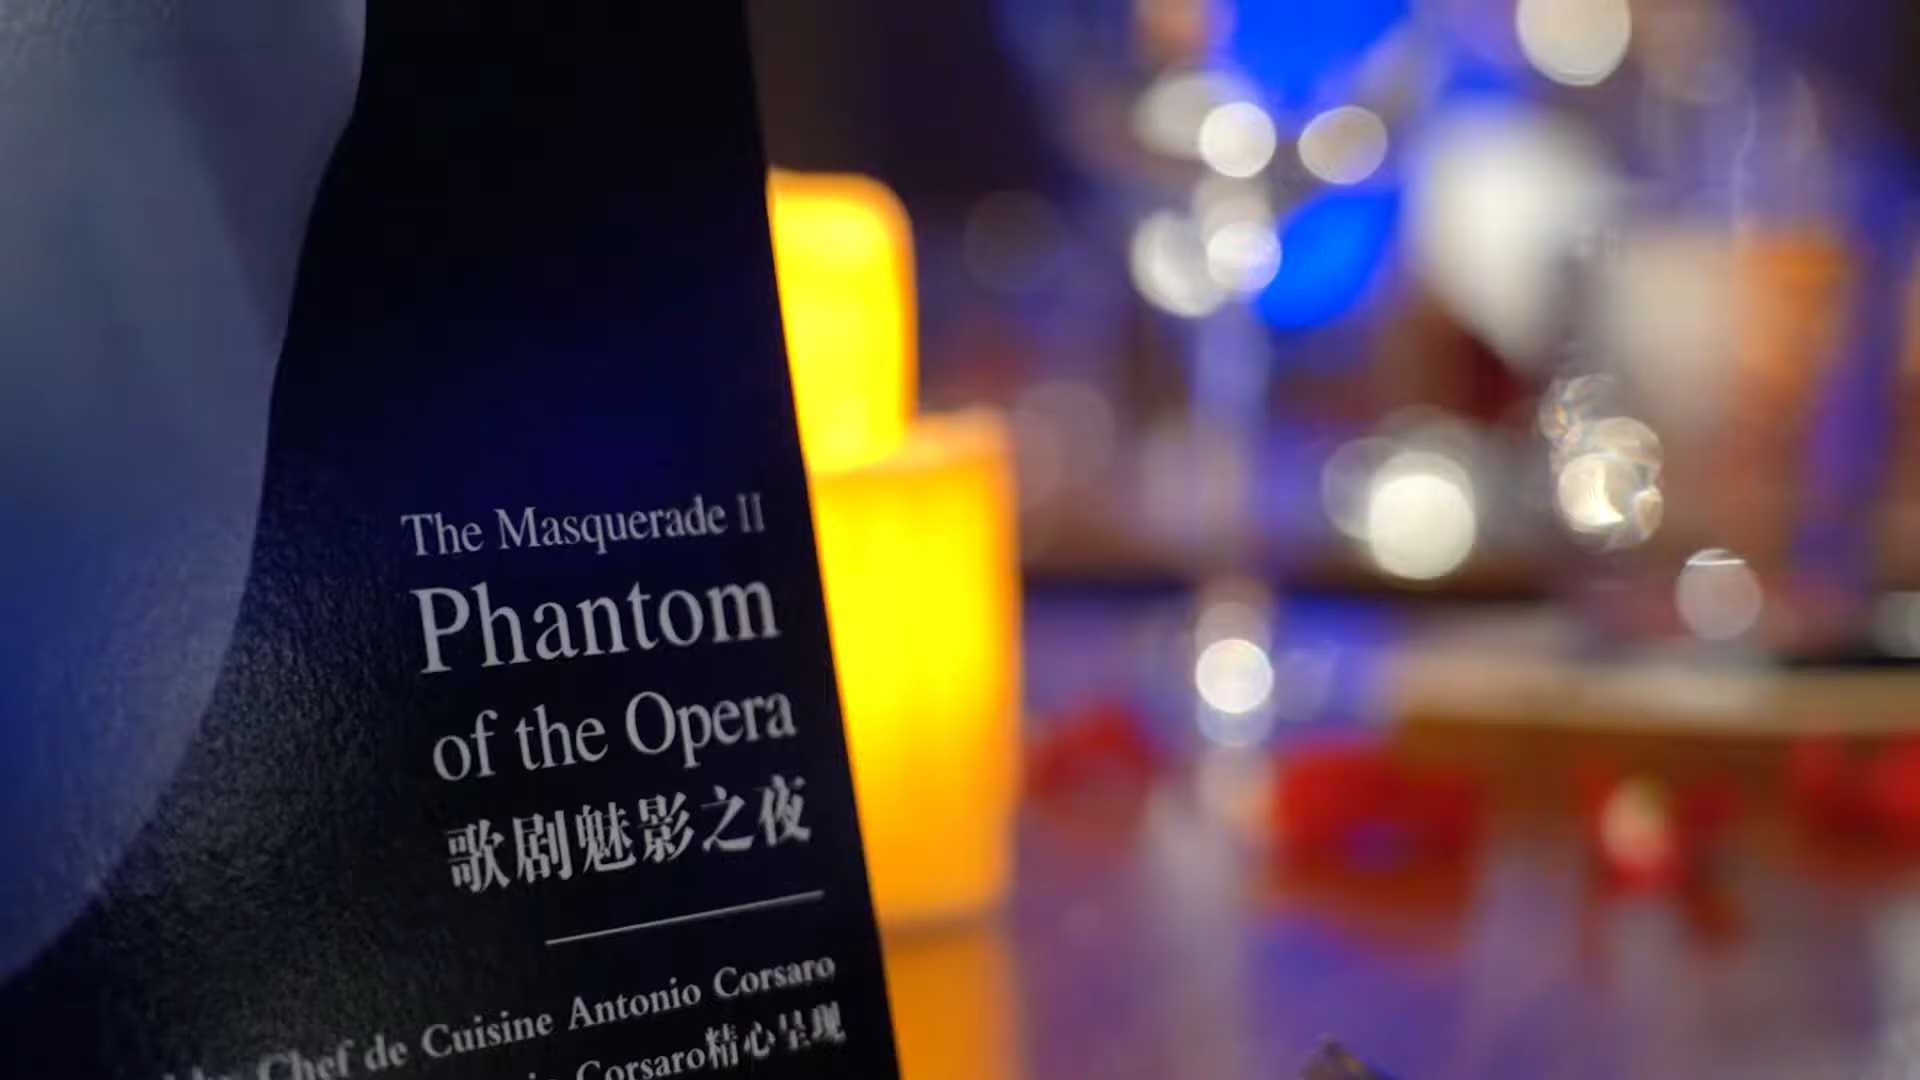 The Masquerade II
Phantom
of the Opera
歌剧魅影之夜
Chef de Cuisine Antonio Corsaro
Corsaro精心呈现